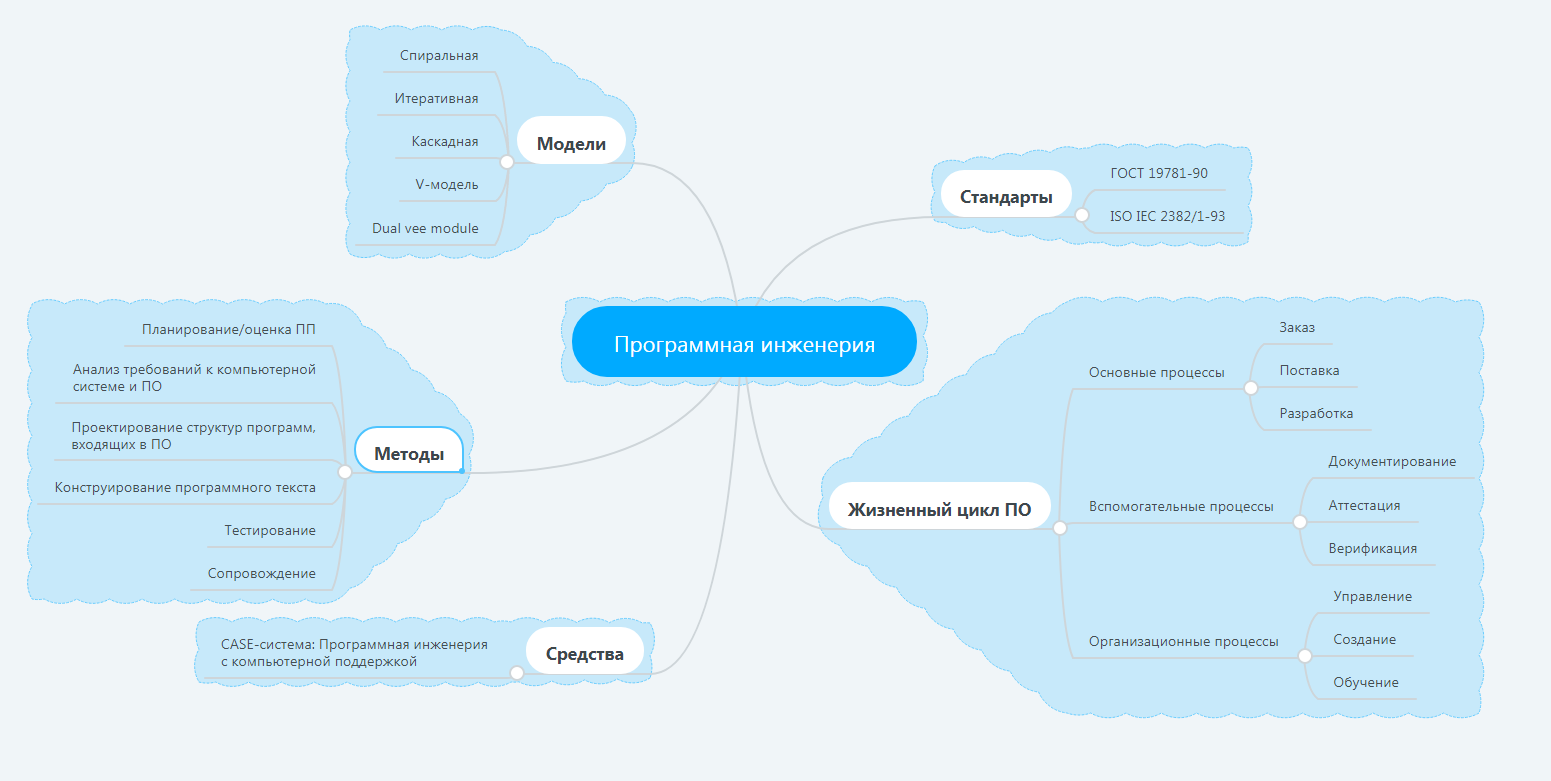 Программная инженерия
Модели
Спиральная
Итеративная
Каскадная
V-модель
Dual vee module
Стандарты
ГОСТ 19781-90
ISO IEC 2382/1-93
Методы
Планирование/оценка ПП
Анализ требований к компьютерной
системе и ПО
Проектирование структур программ,
входящих в ПО
Конструирование программного текста
Тестирование
Сопровождение
Средства
CASE-система: Программная инженерия
с компьютерной поддержкой
Жизненный цикл ПО
Основные процессы
Заказ
Поставка
Разработка
Вспомогательные процессы
Документирование
Аттестация
Верификация
Организационные процессы
Управление
Создание
Обучение